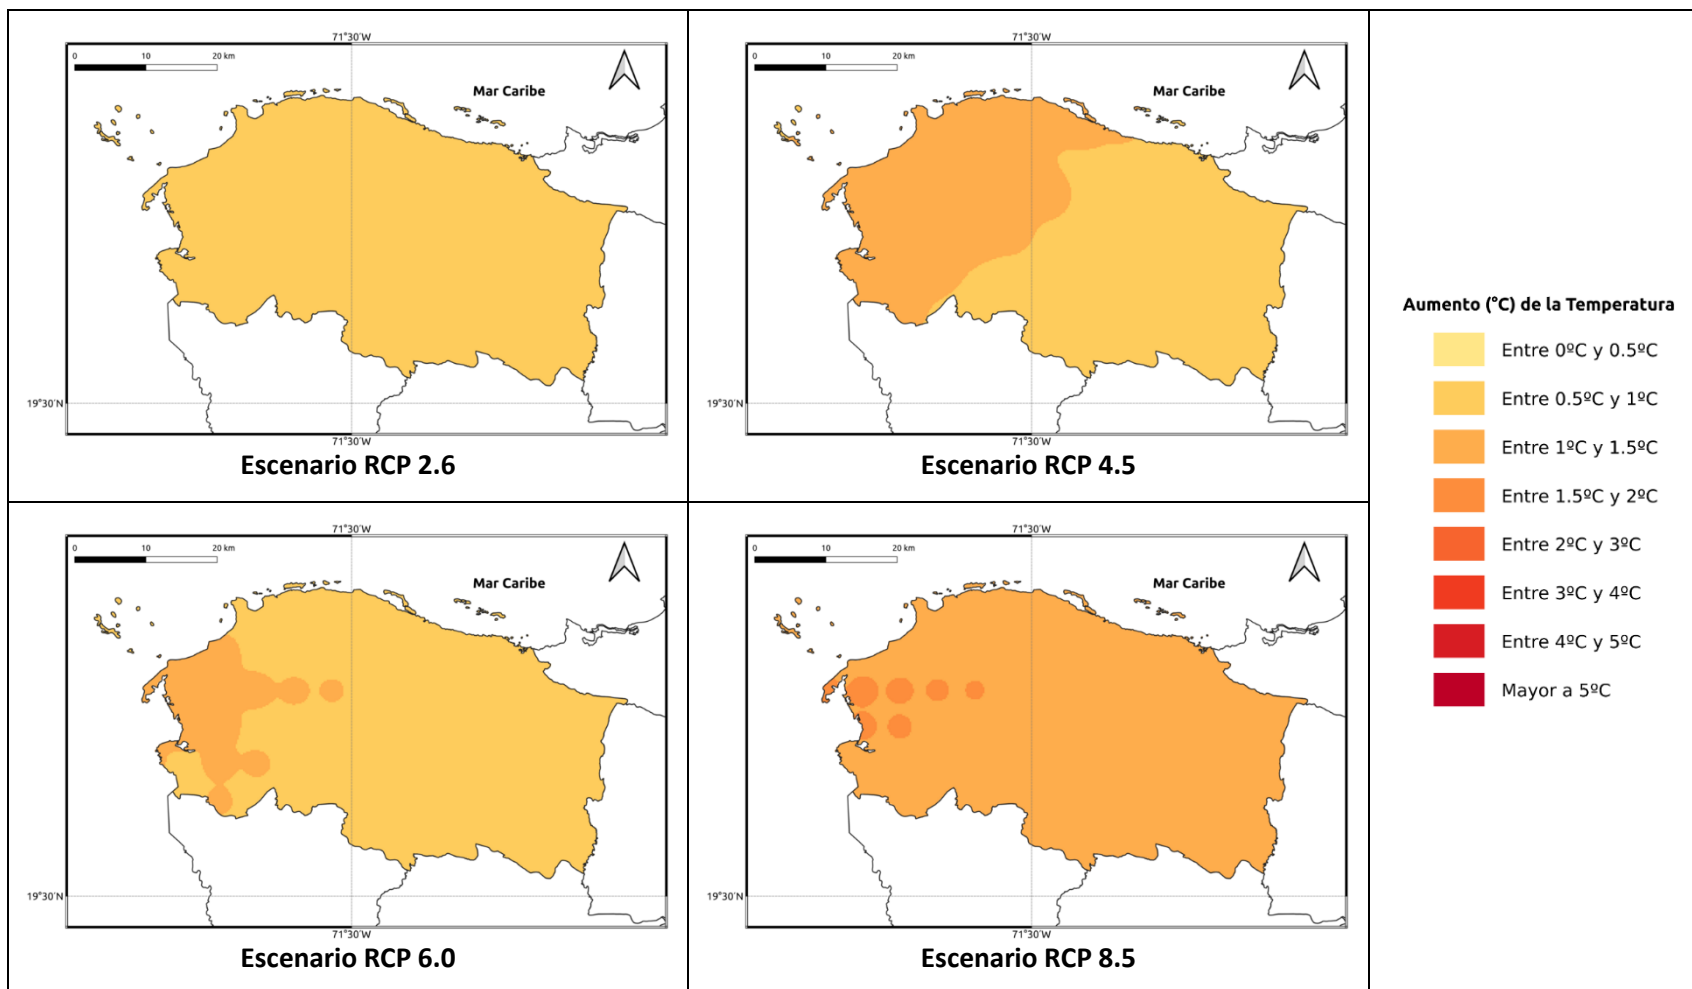 71°30'W
0 10 20 km
Mar Caribe
19°30'N
71°30'W
Escenario RCP 2.6
71°30'W
0 10 20 km
Mar Caribe
19°30'N
71°30'W
Escenario RCP 4.5
71°30'W
0 10 20 km
Mar Caribe
19°30'N
71°30'W
Escenario RCP 6.0
71°30'W
0 10 20 km
Mar Caribe
19°30'N
71°30'W
Escenario RCP 8.5
Aumento (°C) de la Temperatura
Entre 0ºC y 0.5ºC
Entre 0.5ºC y 1ºC
Entre 1ºC y 1.5ºC
Entre 1.5ºC y 2ºC
Entre 2ºC y 3ºC
Entre 3ºC y 4ºC
Entre 4ºC y 5ºC
Mayor a 5ºC